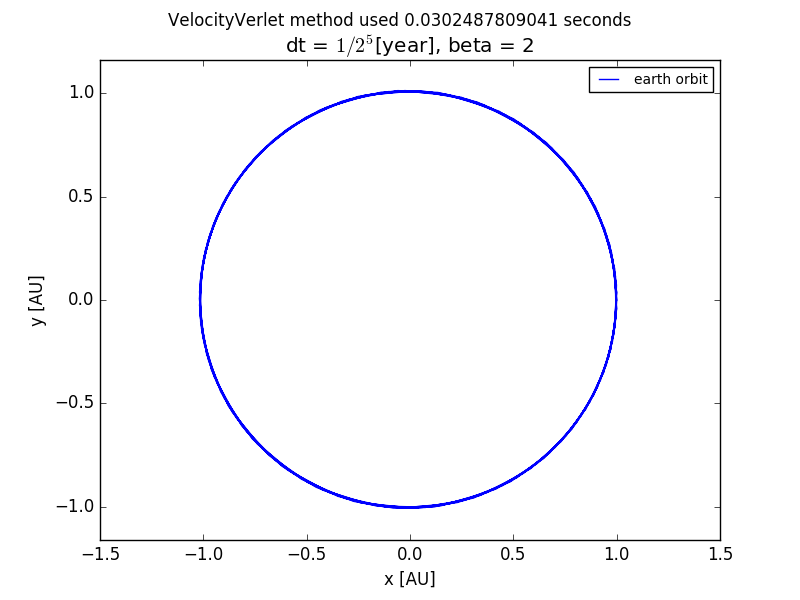 VelocityVerlet method used 0.0302487809041 seconds
dt = 1/2^5[year], beta = 2
earth orbit
1.0
0.5
0.0
−0.5
−1.0
y [AU]
−1.5 −1.0 −0.5 0.0 0.5 1.0 1.5
x [AU]